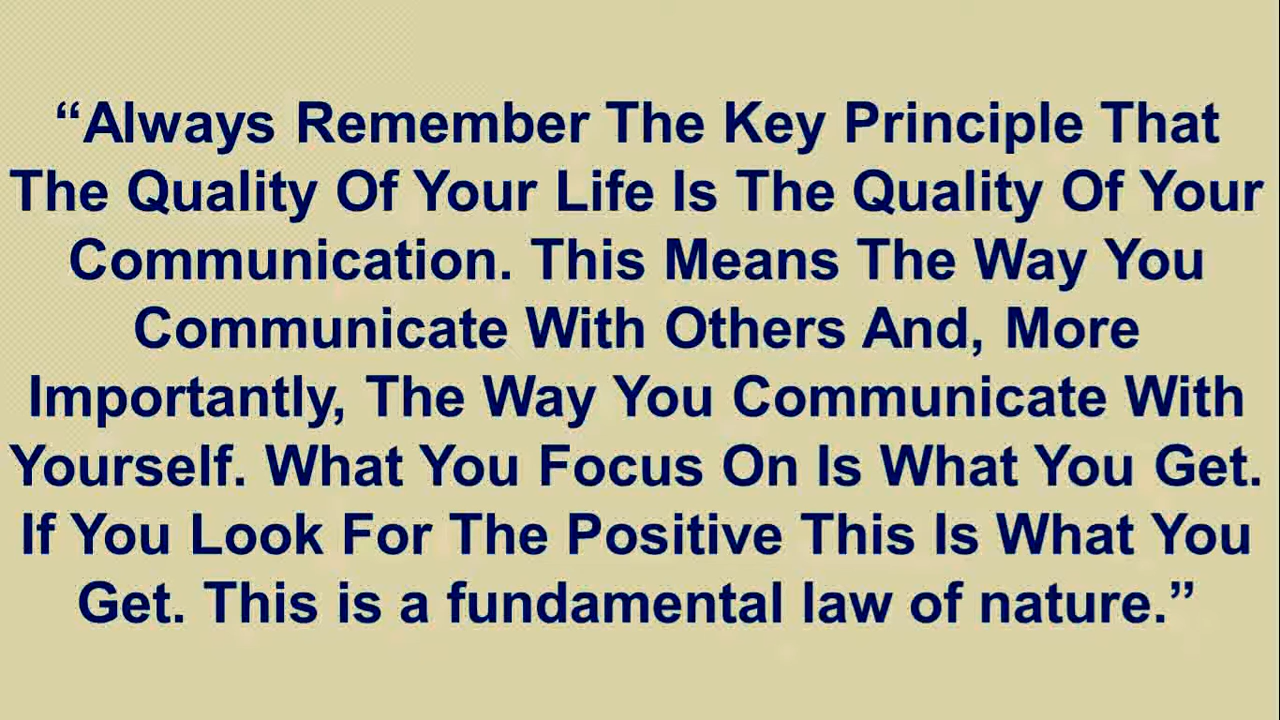 “Always Remember The Key Principle That
The Quality Of Your Life Is The Quality Of Your
Communication. This Means The Way You
Communicate With Others And, More
Importantly, The Way You Communicate With
Yourself. What You Focus On Is What You Get.
If You Look For The Positive This Is What You
Get. This is a fundamental law of nature.”